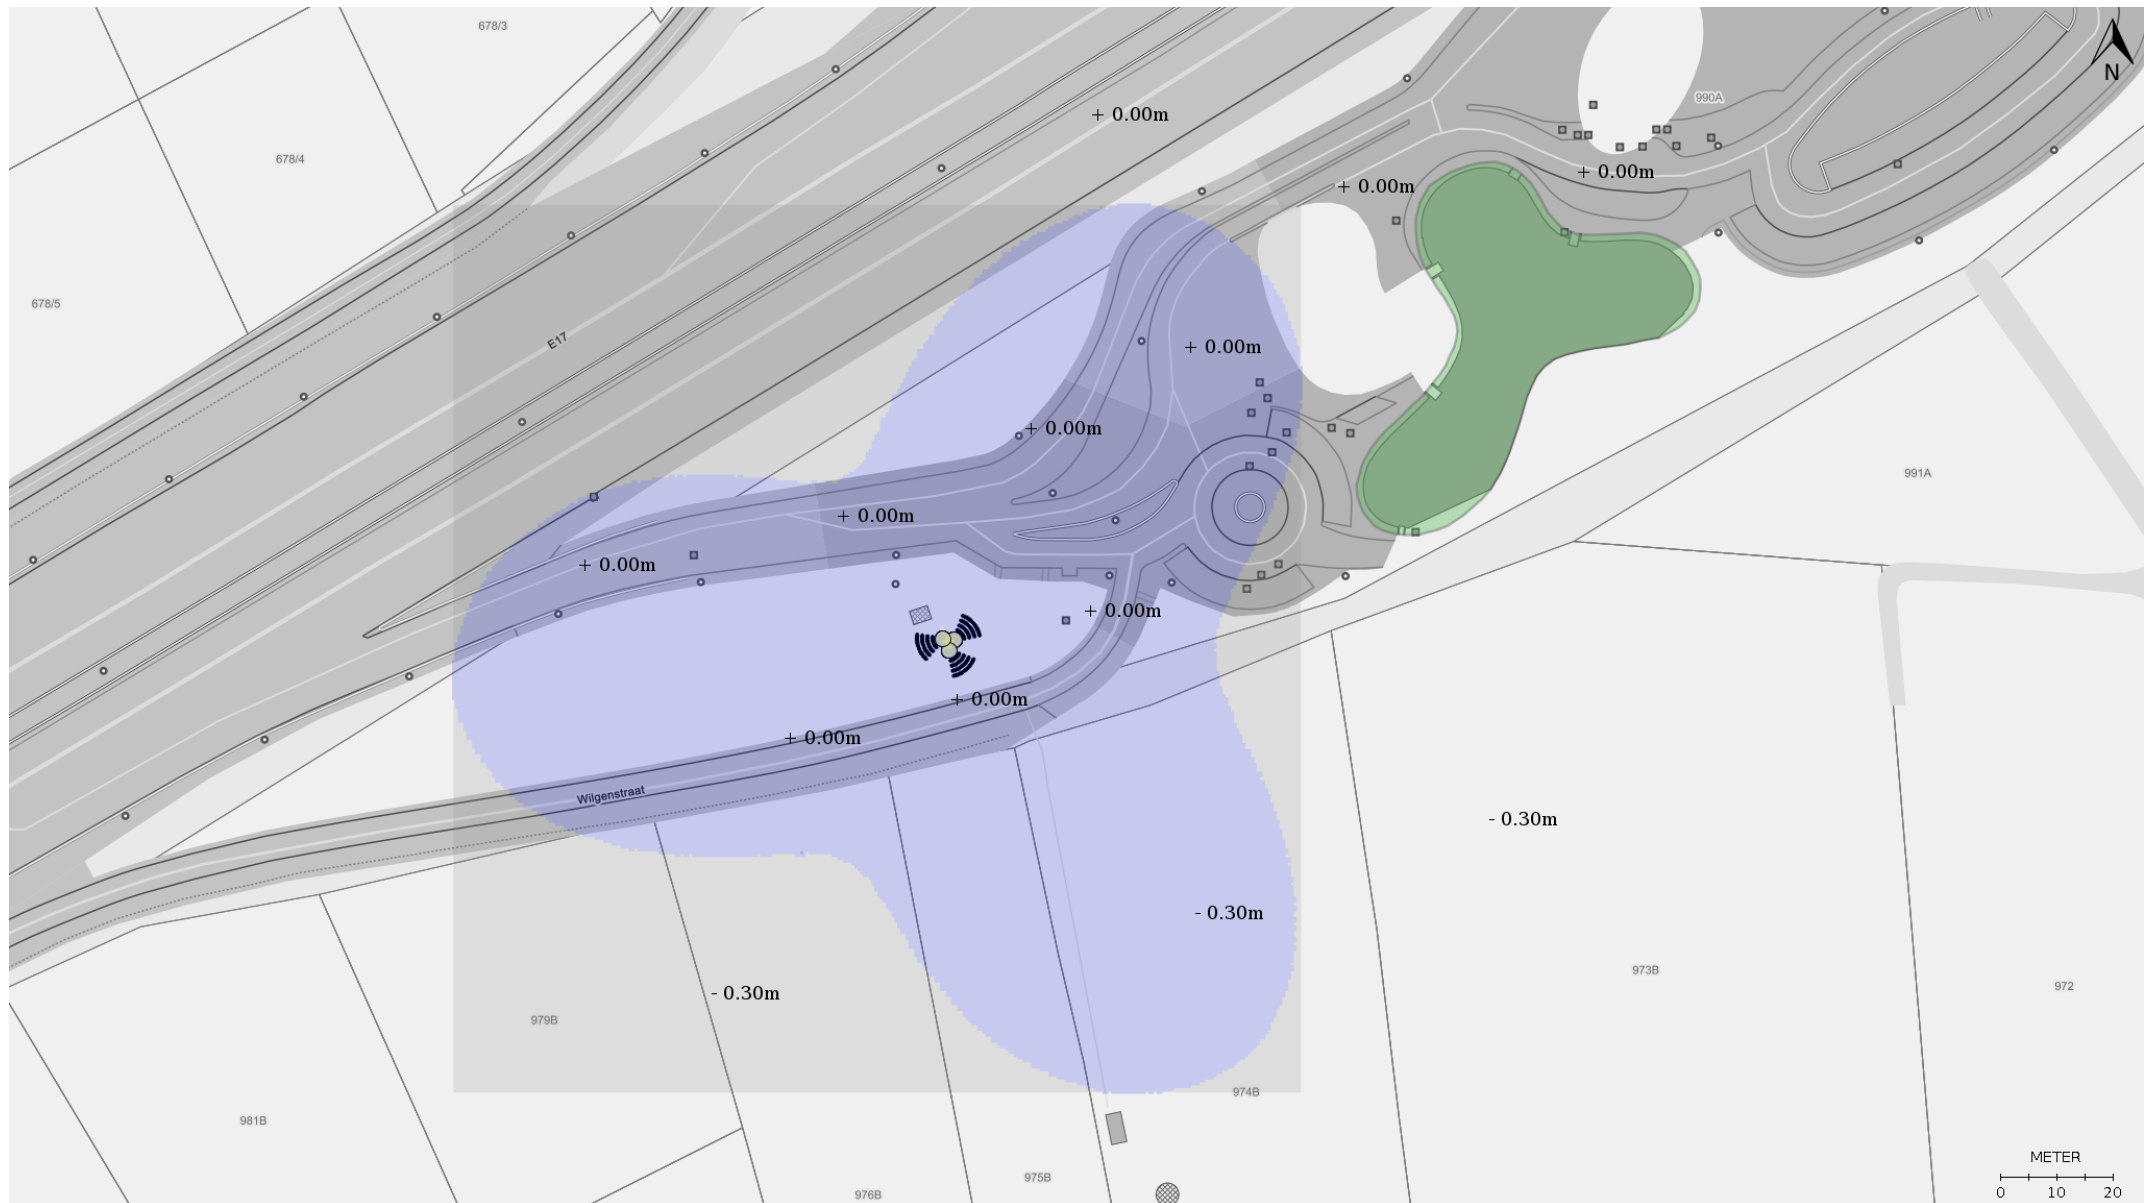 678/3
990A
N
+ 0.00m
678/4
+ 0.00m
+ 0.00m
678/5
E17
+ 0.00m
+ 0.00m
991A
+ 0.00m
+ 0.00m
+ 0.00m
+ 0.00m
+ 0.00m
Wilgenstraat
- 0.30m
- 0.30m
973B
972
- 0.30m
979B
974B
981B
METER
975B
976B
0 10 20